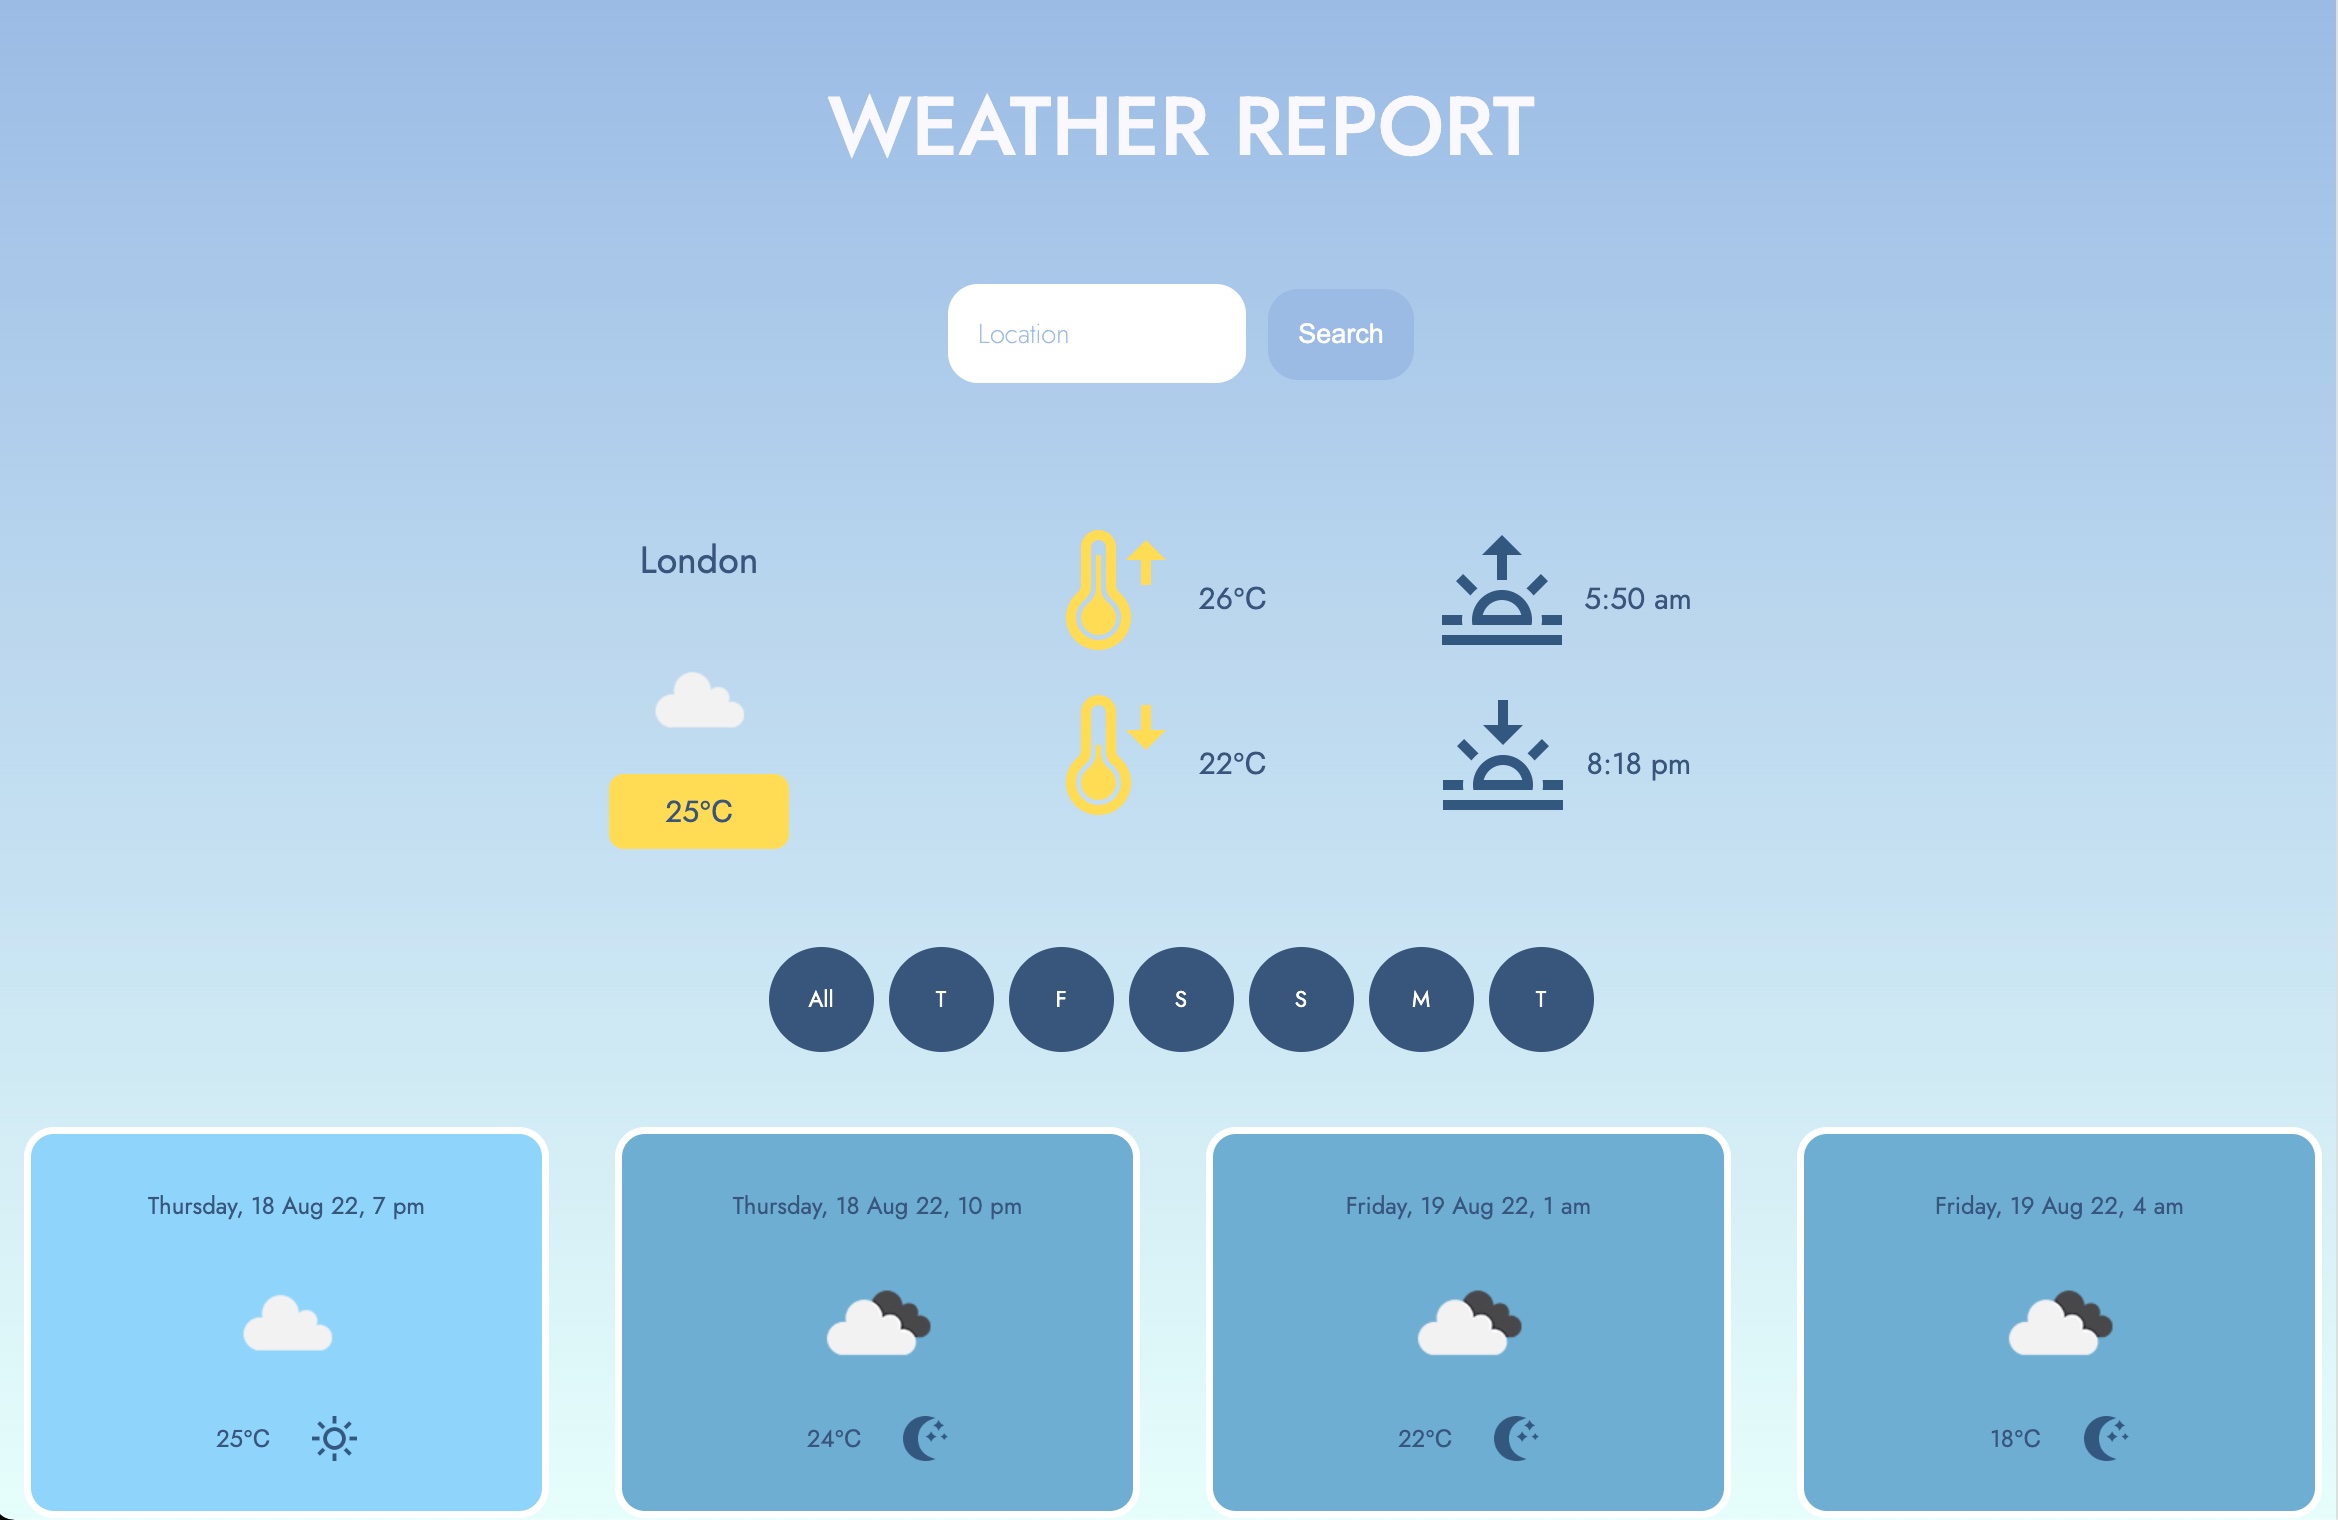 WEATHER REPORT
Location
Search
London
25°C
26°C
22°C
5:50 am
8:18 pm
All T F S S M T
Thursday, 18 Aug 22, 7 pm
25°C
Thursday, 18 Aug 22, 10 pm
24°C
Friday, 19 Aug 22, 1 am
22°C
Friday, 19 Aug 22, 4 am
18°C